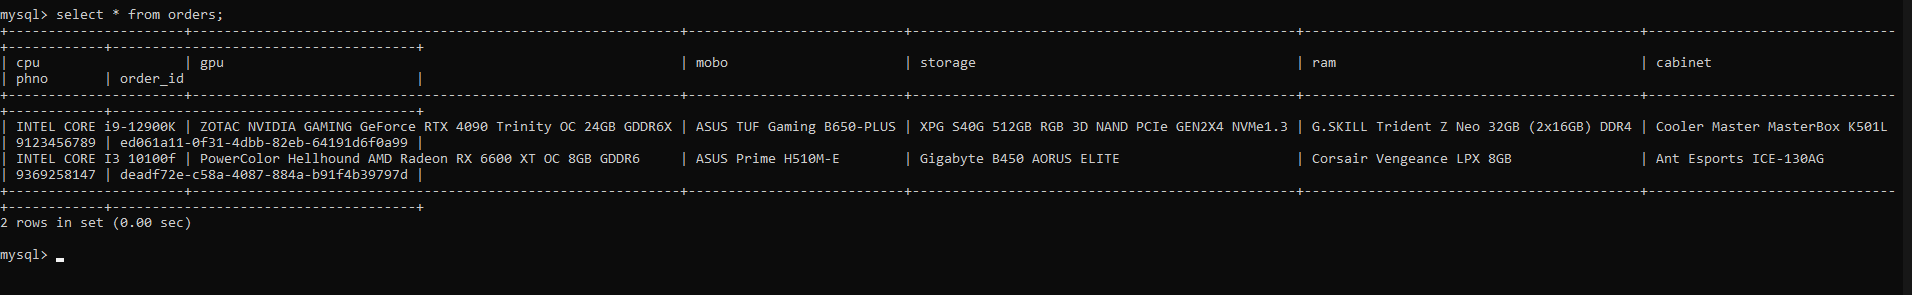 mysql> select * from orders;
+----------------------+-------------------------------------------------------------+---------------------------+------------------------------------------------+------------------------------------------+------------------------------
+------------+--------------------------------------+
| cpu                  | gpu                                                         | mobo                      | storage                                        | ram                                      | cabinet
| phno       | order_id                             |
+----------------------+-------------------------------------------------------------+---------------------------+------------------------------------------------+------------------------------------------+------------------------------
+------------+--------------------------------------+
| INTEL CORE i9-12900K | ZOTAC NVIDIA GAMING GeForce RTX 4090 Trinity OC 24GB GDDR6X | ASUS TUF Gaming B650-PLUS | XPG S40G 512GB RGB 3D NAND PCIe GEN2X4 NVMe1.3 | G.SKILL Trident Z Neo 32GB (2x16GB) DDR4 | Cooler Master MasterBox K501L
| 9123456789 | ed061a11-0f31-4dbb-82eb-64191d6f0a99 |
| INTEL CORE I3 10100f | PowerColor Hellhound AMD Radeon RX 6600 XT OC 8GB GDDR6     | ASUS Prime H510M-E        | Gigabyte B450 AORUS ELITE                      | Corsair Vengeance LPX 8GB                | Ant Esports ICE-130AG
| 9369258147 | deadf72e-c58a-4087-884a-b91f4b39797d |
+----------------------+-------------------------------------------------------------+---------------------------+------------------------------------------------+------------------------------------------+------------------------------
+------------+--------------------------------------+
2 rows in set (0.00 sec)
mysql>